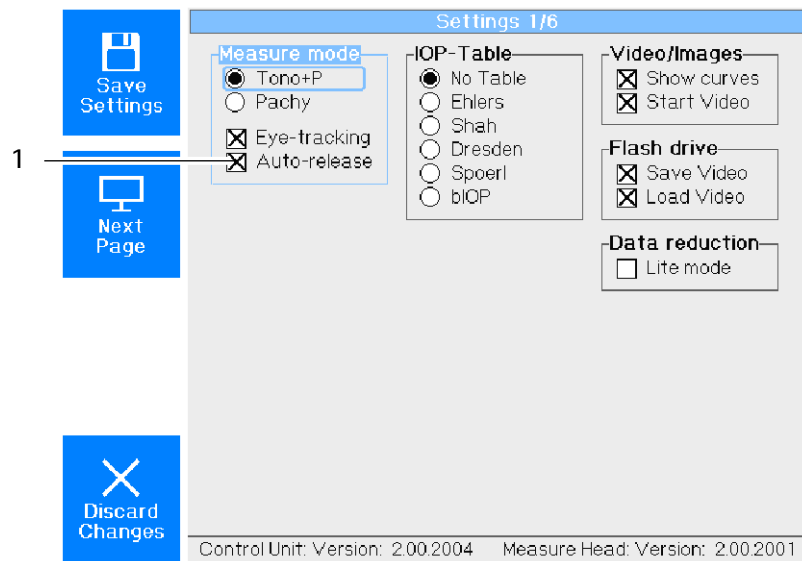 Settings 1/6
Save
Settings
1
Next
Page
Discard
Changes
Measure mode
Tono+P
Pachy
Eye-tracking
Auto-release
IOP-Table
No Table
Ehlers
Shah
Dresden
Spoerl
bIOP
Video/Images
Show curves
Start Video
Flash drive
Save Video
Load Video
Data reduction
Lite mode
Control Unit: Version: 2.00.2004 Measure Head: Version: 2.00.2001